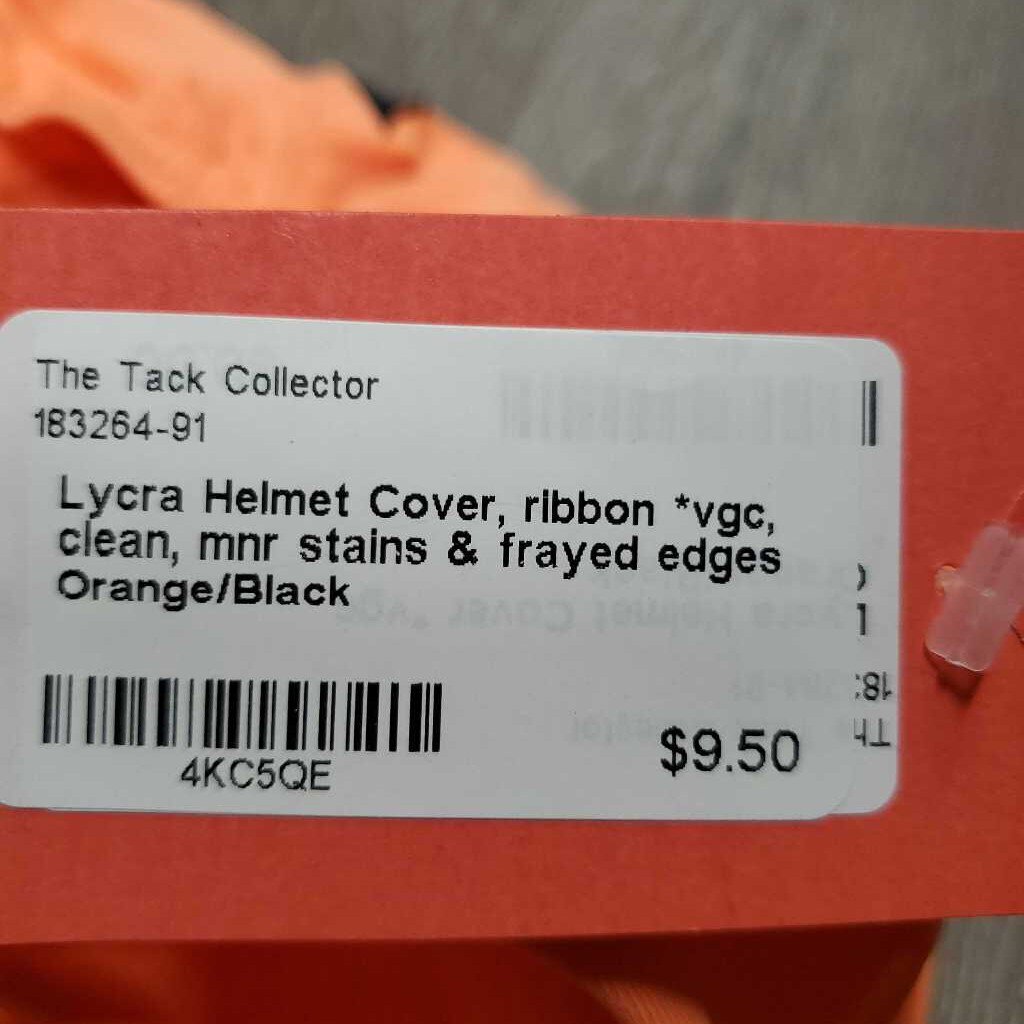 The Tack Collector
183264-91
Lycra Helmet Cover, ribbon *vgc,
clean, mnr stains & frayed edges
Orange/Black
4KC5QE
$9.50